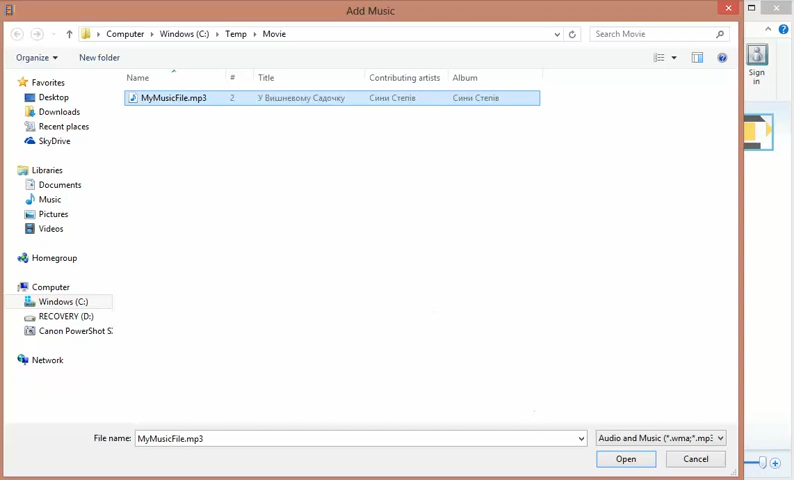 Add Music
Computer Windows (C:) Temp Movie
Search Movie
Organize New folder
Name # Title Contributing artists Album
MyMusicFile.mp3 2 У Вишневому Садочку Сини Степів Сини Степів
Favorites
Desktop
Downloads
Recent places
SkyDrive
Libraries
Documents
Music
Pictures
Videos
Homegroup
Computer
Windows (C:)
RECOVERY (D:)
Canon PowerShot S
Network
File name: MyMusicFile.mp3
Audio and Music (*.wma;*.mp3
Open Cancel
Sign
in